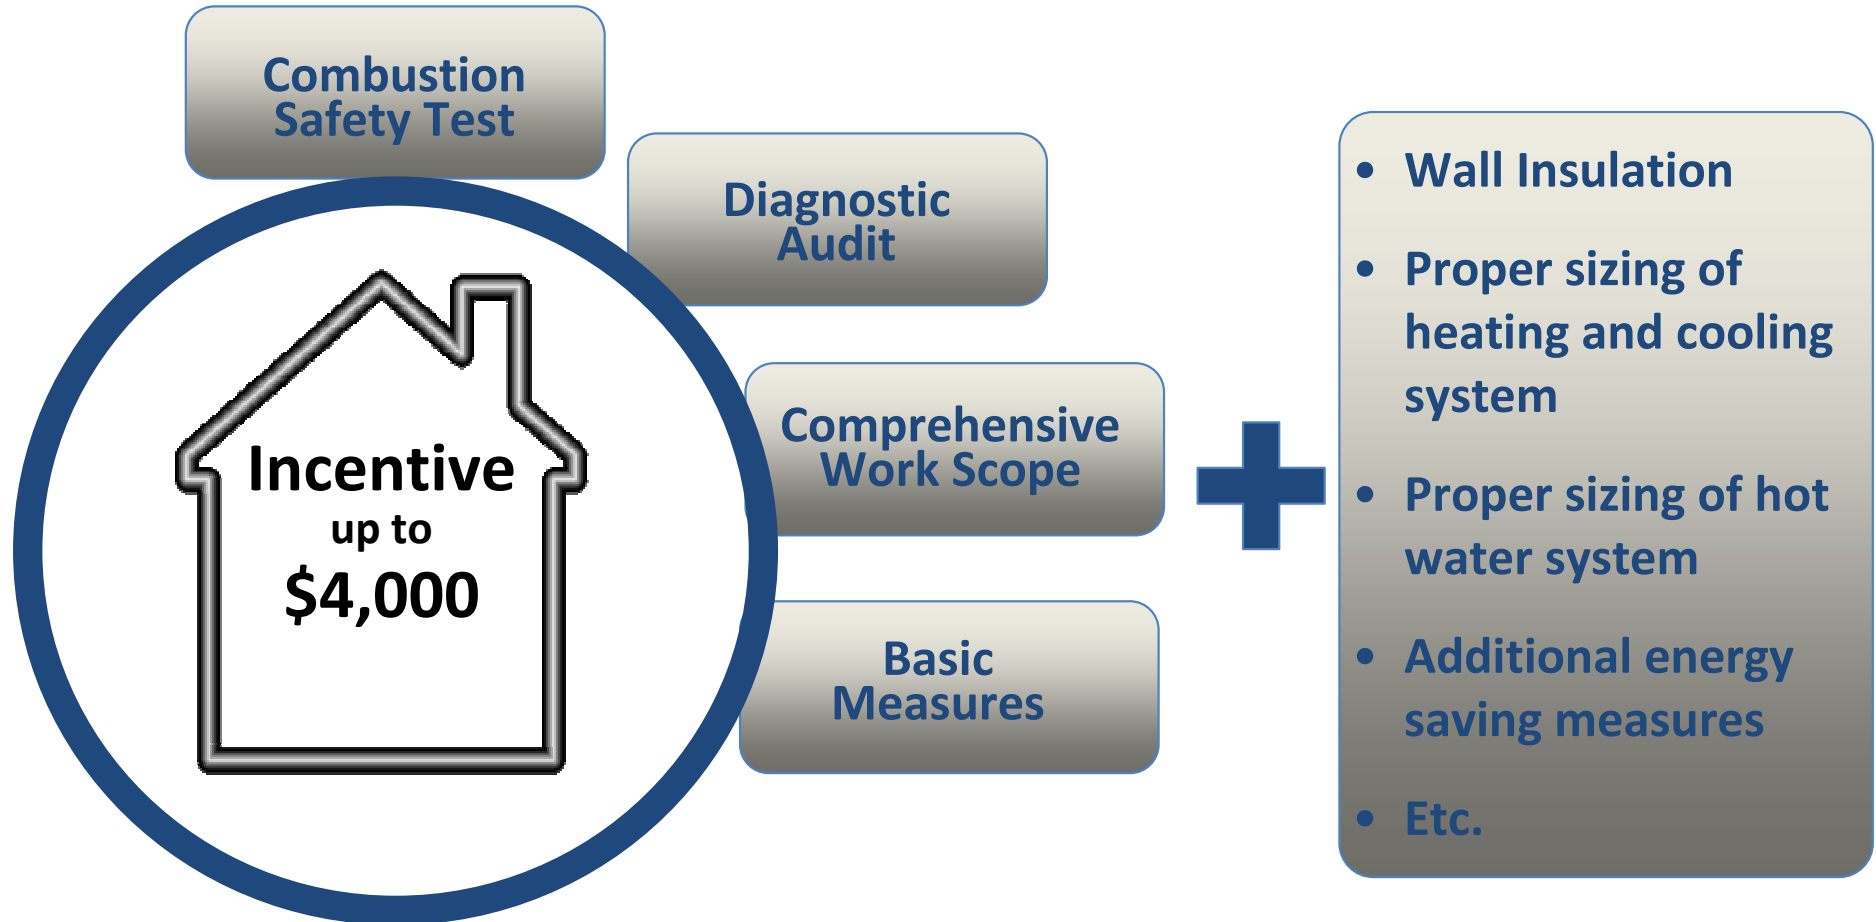 Combustion
Safety Test
Diagnostic
Audit
Comprehensive
Work Scope
Basic
Measures
Incentive
up to
$4,000
• Wall Insulation
• Proper sizing of
heating and cooling
system
• Proper sizing of hot
water system
• Additional energy
saving measures
• Etc.